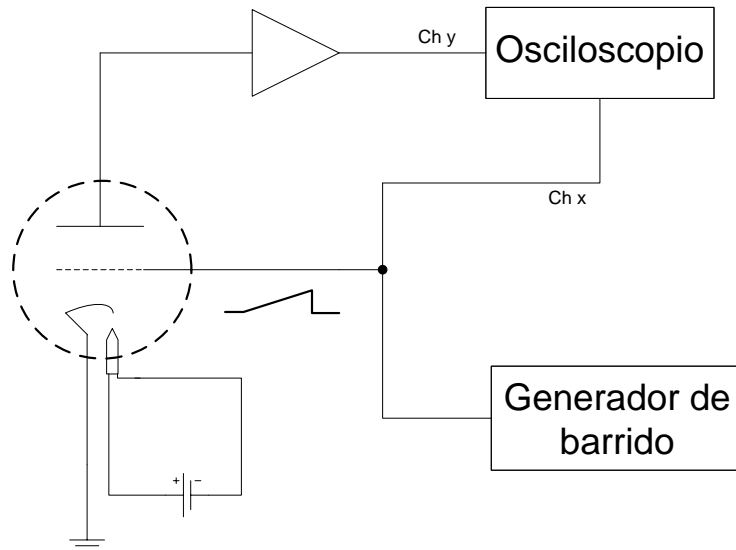 Ch y
Osciloscopio
Ch x
Generador de
barrido
+ −